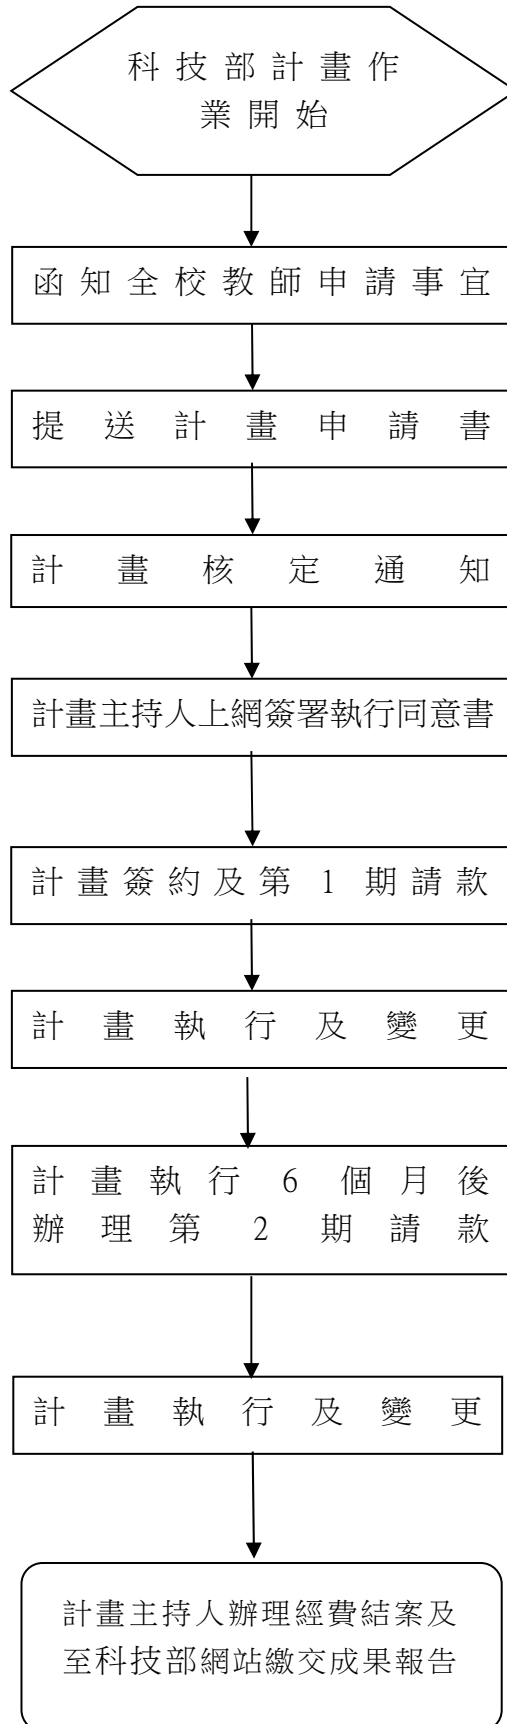 科技部計畫作
業開始
函知全校教師申請事宜
提送計畫申請書
計畫核定通知
計畫主持人上網簽署執行同意書
計畫簽約及第1期請款
計畫執行及變更
計畫執行6個月後
辦理第2期請款
計畫執行及變更
計畫主持人辦理經費結案及
至科技部網站繳交成果報告